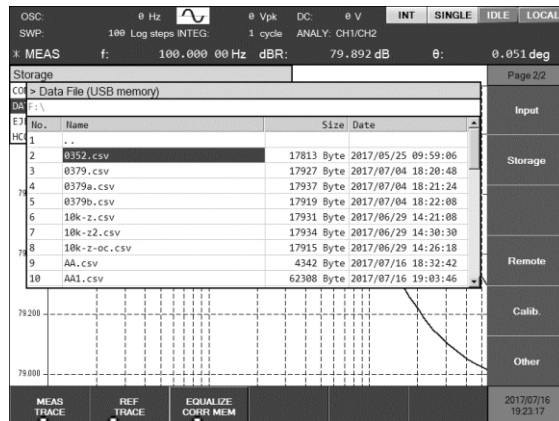 OSC: 0 Hz 0 Vpk DC: 0 V INT SINGLE IDLE LOCAL
SWP: 100 Log steps INTEG: 1 cycle ANALY: CH1/CH2
* MEAS f: 100.000 00 Hz dBR: 79.892 dB θ: 0.051 deg
Storage Page 2/2
> Data File (USB memory)
F:\
No. Name Size Date
1 ..
2 0352.csv 17813 Byte 2017/05/25 09:59:06
3 0379.csv 17927 Byte 2017/07/04 18:20:48
4 0379a.csv 17937 Byte 2017/07/04 18:21:24
5 0379b.csv 17919 Byte 2017/07/04 18:22:08
6 10k-z.csv 17931 Byte 2017/06/29 14:21:08
7 10k-z2.csv 17934 Byte 2017/06/29 14:30:30
8 10k-z-oc.csv 17915 Byte 2017/06/29 14:26:18
9 AA.csv 4342 Byte 2017/07/16 18:32:42
10 AA1.csv 62308 Byte 2017/07/16 19:03:46
Input
Storage
Remote
Calib.
Other
79.200
79.000
MEAS TRACE
REF TRACE
EQUALIZE CORR MEM
2017/07/16
19:23:17